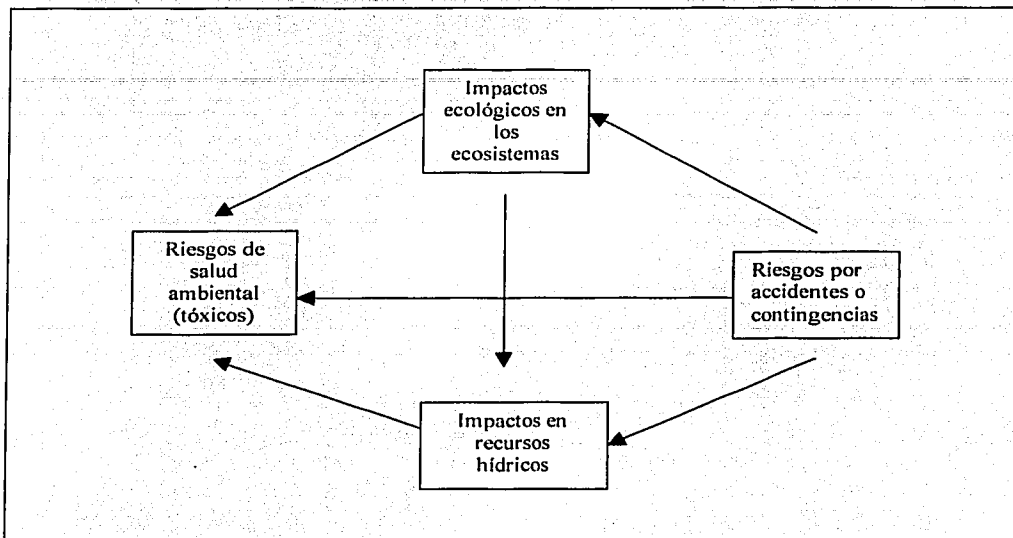 Impactos
ecológicos en
los
ecosistemas
Riesgos de
salud
ambiental
(tóxicos)
Riesgos por
accidentes o
contingencias
Impactos en
recursos
hídricos